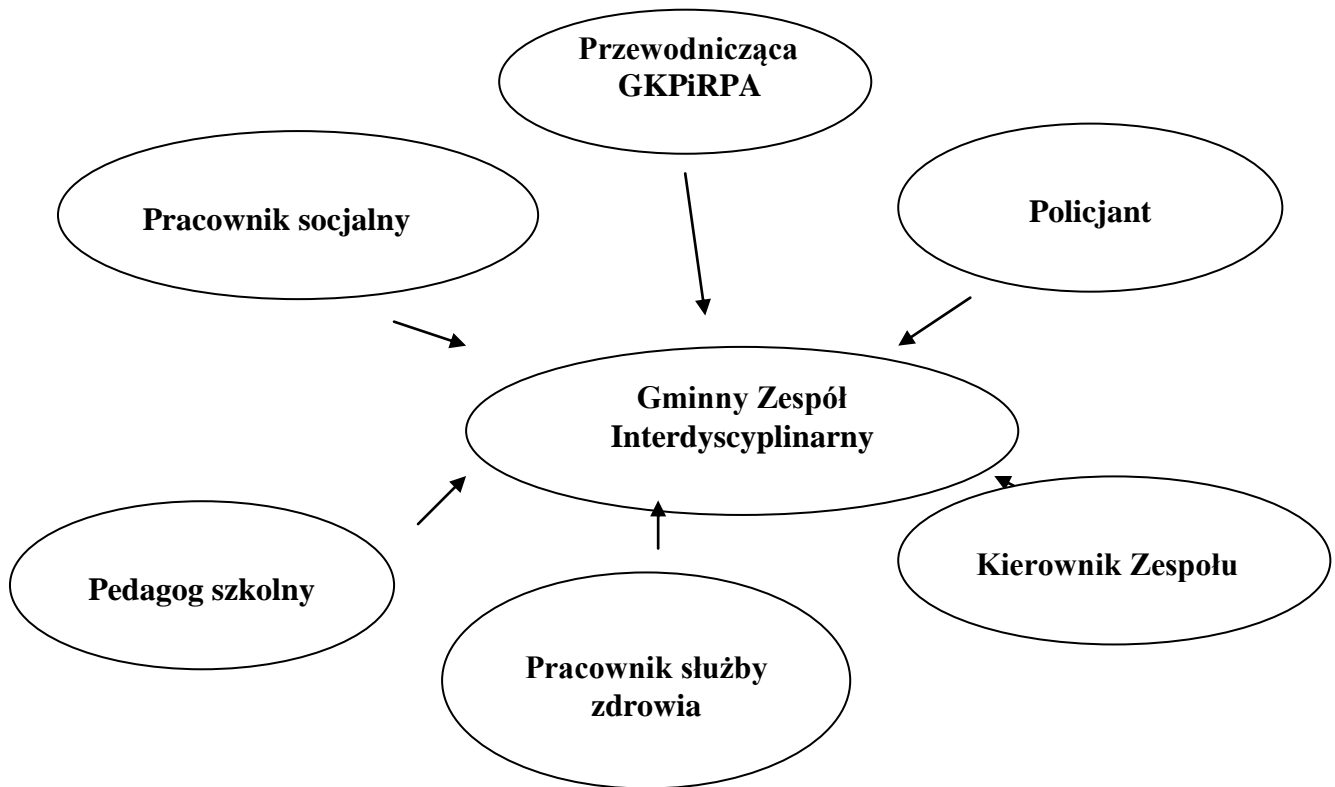 Przewodnicząca
GKPiRPA
Pracownik socjalny
Policjant
Gminny Zespół
Interdyscyplinarny
Pedagog szkolny
Kierownik Zespołu
Pracownik służby
zdrowia